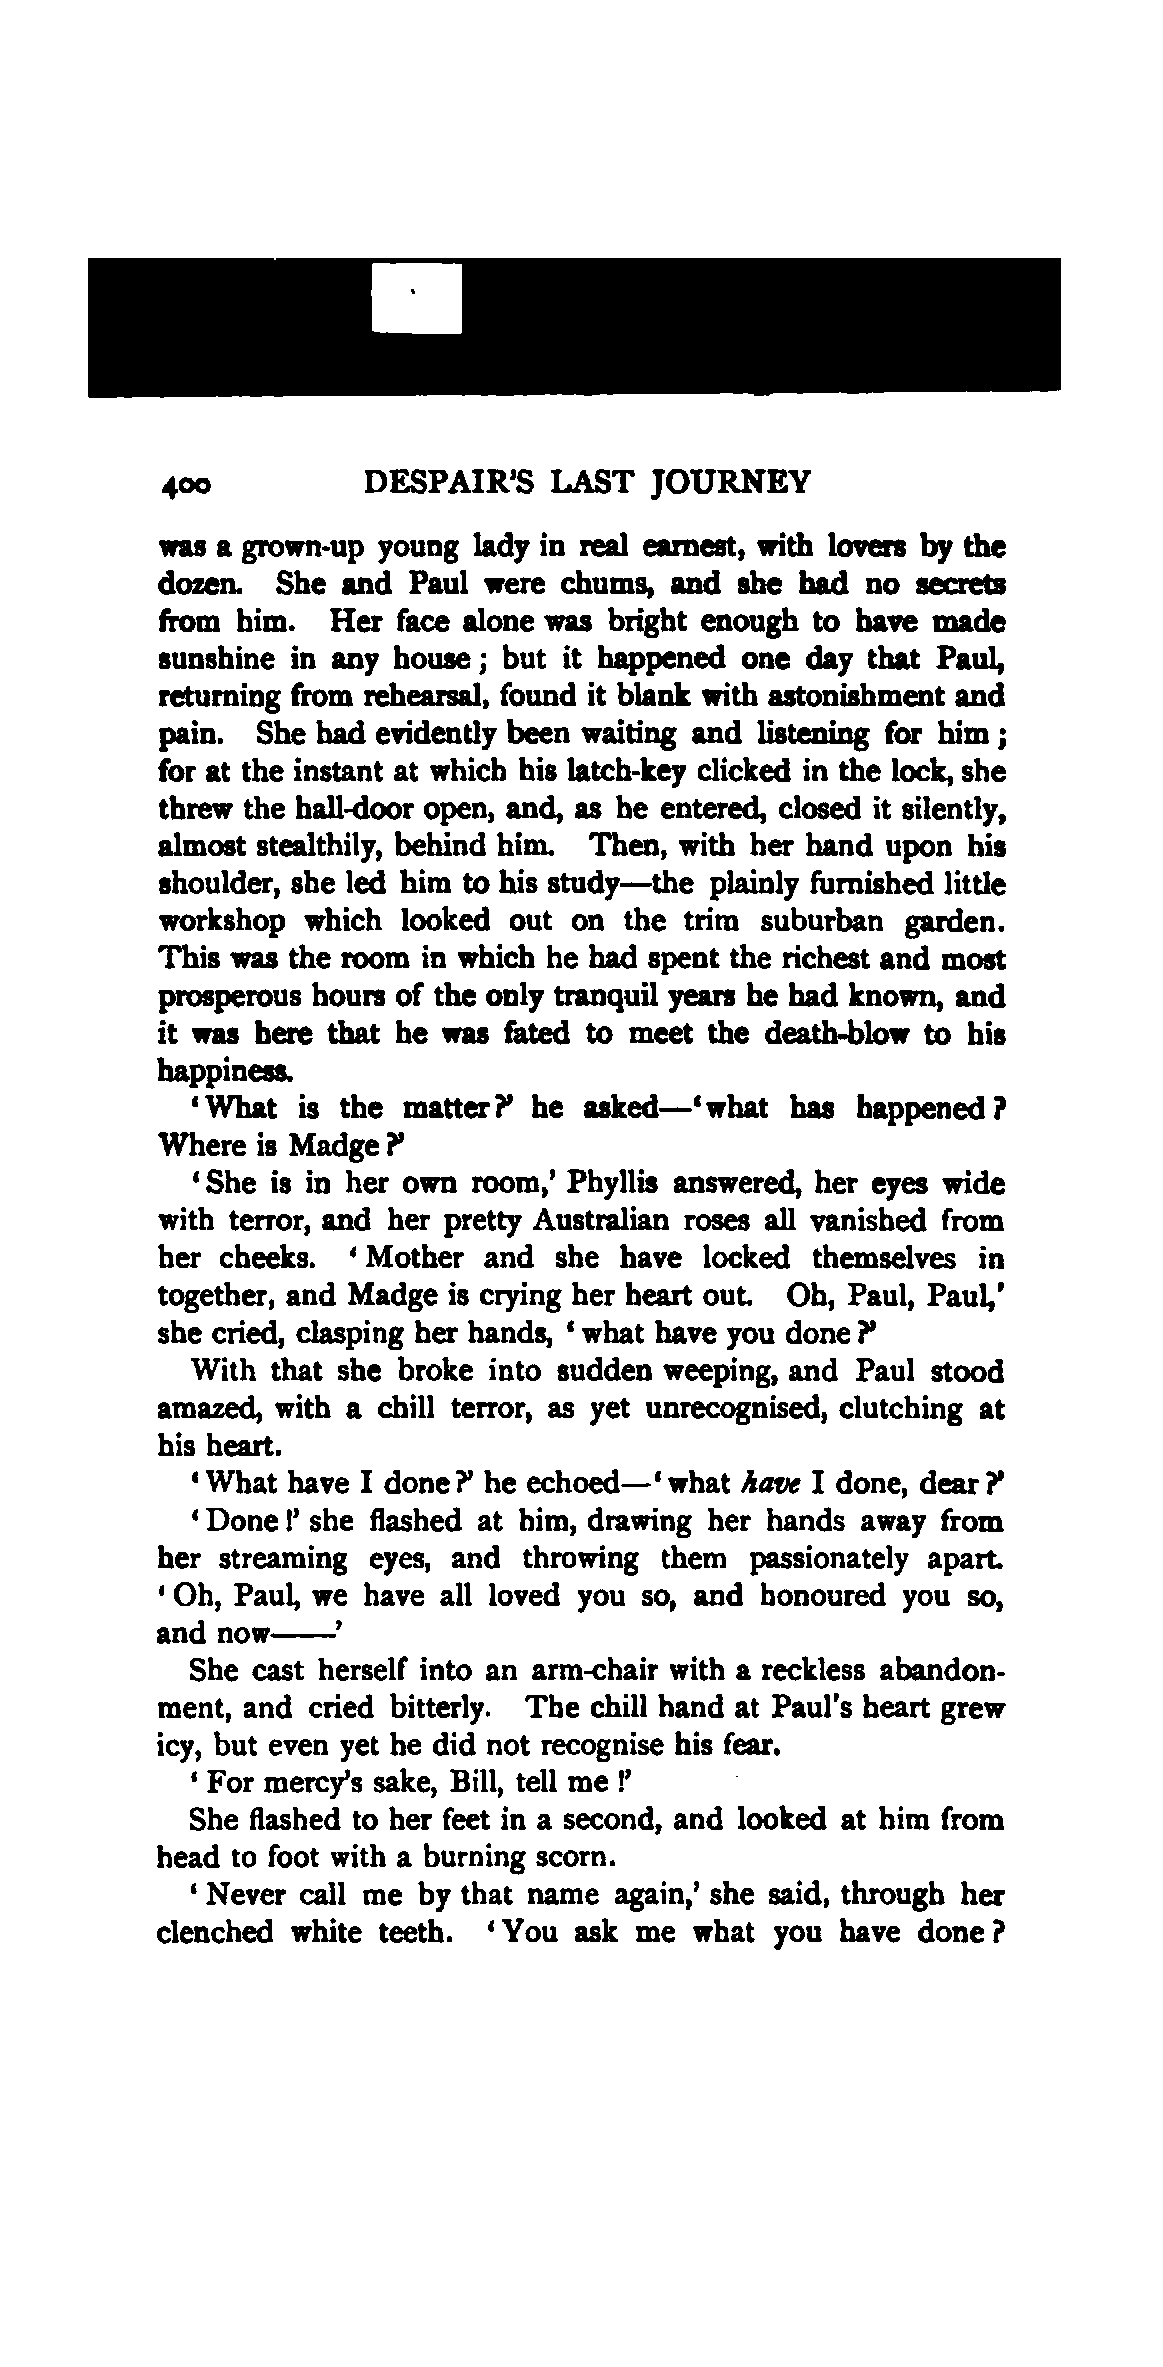 400 DESPAIR'S LAST JOURNEY
was a grown-up young lady in real earnest, with lovers by the
dozen. She and Paul were chums, and she had no secrets
from him. Her face alone was bright enough to have made
sunshine in any house; but it happened one day that Paul,
returning from rehearsal, found it blank with astonishment and
pain. She had evidently been waiting and listening for him;
for at the instant at which his latch-key clicked in the lock, she
threw the hall-door open, and, as he entered, closed it silently,
almost stealthily, behind him. Then, with her hand upon his
shoulder, she led him to his study—the plainly furnished little
workshop which looked out on the trim suburban garden.
This was the room in which he had spent the richest and most
prosperous hours of the only tranquil years he had known, and
it was here that he was fated to meet the death-blow to his
happiness.
'What is the matter?' he asked—'what has happened?
Where is Madge?'
'She is in her own room,' Phyllis answered, her eyes wide
with terror, and her pretty Australian roses all vanished from
her cheeks. 'Mother and she have locked themselves in
together, and Madge is crying her heart out. Oh, Paul, Paul,'
she cried, clasping her hands, 'what have you done?'
With that she broke into sudden weeping, and Paul stood
amazed, with a chill terror, as yet unrecognised, clutching at
his heart.
'What have I done?' he echoed—'what have I done, dear?'
'Done!' she flashed at him, drawing her hands away from
her streaming eyes, and throwing them passionately apart.
'Oh, Paul, we have all loved you so, and honoured you so,
and now——'
She cast herself into an arm-chair with a reckless abandon-
ment, and cried bitterly. The chill hand at Paul's heart grew
icy, but even yet he did not recognise his fear.
'For mercy's sake, Bill, tell me!'
She flashed to her feet in a second, and looked at him from
head to foot with a burning scorn.
'Never call me by that name again,' she said, through her
clenched white teeth. 'You ask me what you have done?